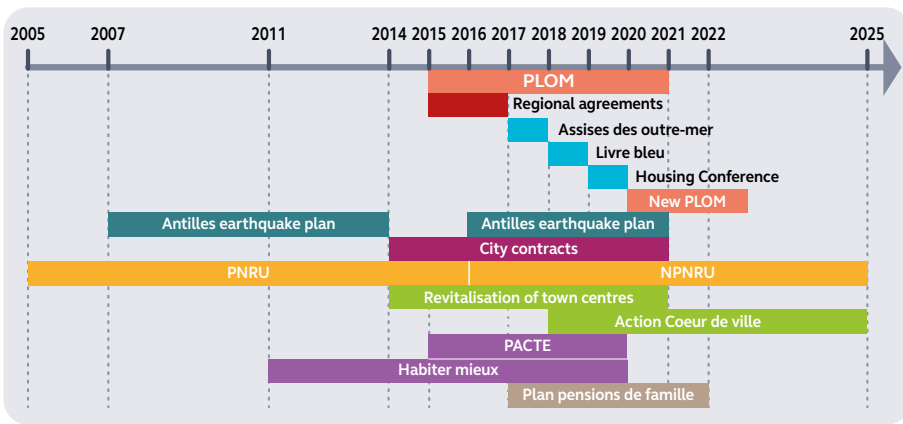 2005 2007 2011 2014 2015 2016 2017 2018 2019 2020 2021 2022 2025
PLOM
Regional agreements
Assises des outre-mer
Livre bleu
Housing Conference
New PLOM
Antilles earthquake plan Antilles earthquake plan
City contracts
PNRU NPNRU
Revitalisation of town centres
Action Coeur de ville
PACTE
Habiter mieux
Plan pensions de famille